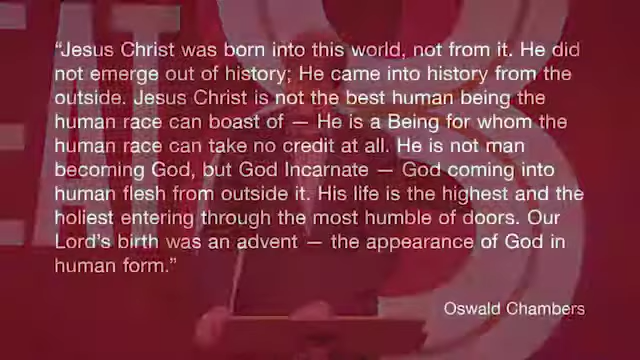 “Jesus Christ was born into this world, not from it. He did
not emerge out of history; He came into history from the
outside. Jesus Christ is not the best human being the
human race can boast of — He is a Being for whom the
human race can take no credit at all. He is not man
becoming God, but God Incarnate — God coming into
human flesh from outside it. His life is the highest and the
holiest entering through the most humble of doors. Our
Lord’s birth was an advent — the appearance of God in
human form.”
Oswald Chambers